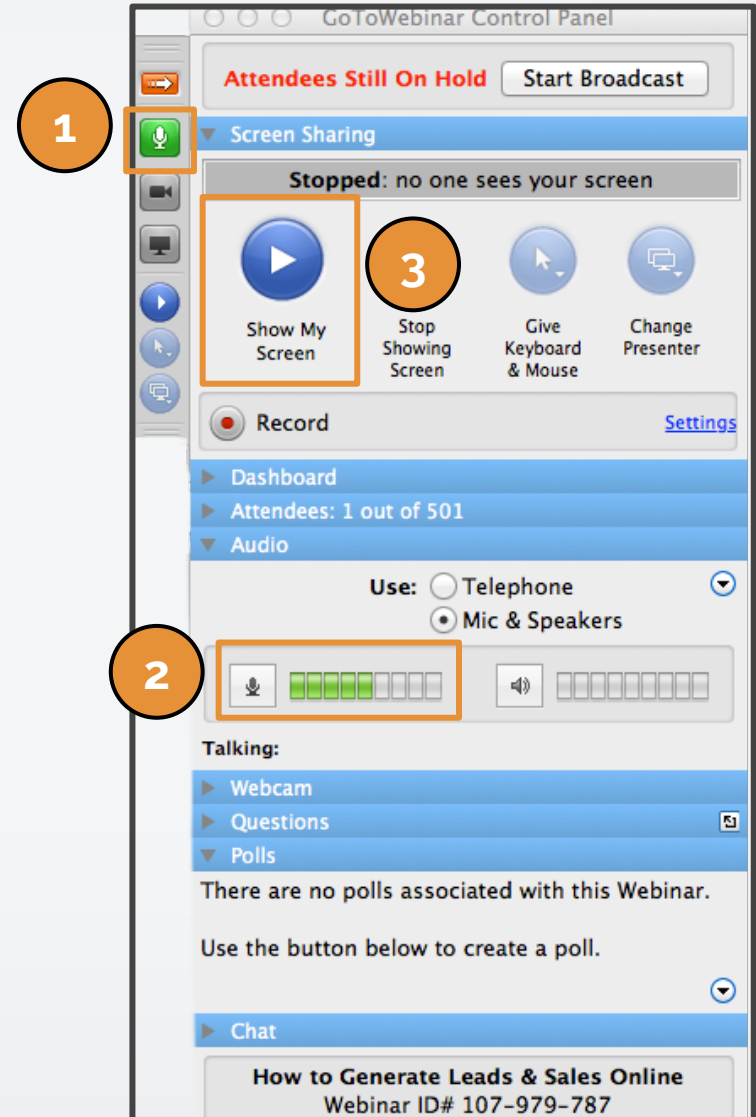 GoToWebinar Control Panel
Attendees Still On Hold Start Broadcast
1
Screen Sharing
Stopped: no one sees your screen
3
Show My
Screen
Stop
Showing
Screen
Give
Keyboard
& Mouse
Change
Presenter
Record Settings
Dashboard
Attendees: 1 out of 501
Audio
Use: Telephone
Mic & Speakers
2
Talking:
Webcam
Questions
Polls
There are no polls associated with this Webinar.
Use the button below to create a poll.
Chat
How to Generate Leads & Sales Online
Webinar ID# 107-979-787